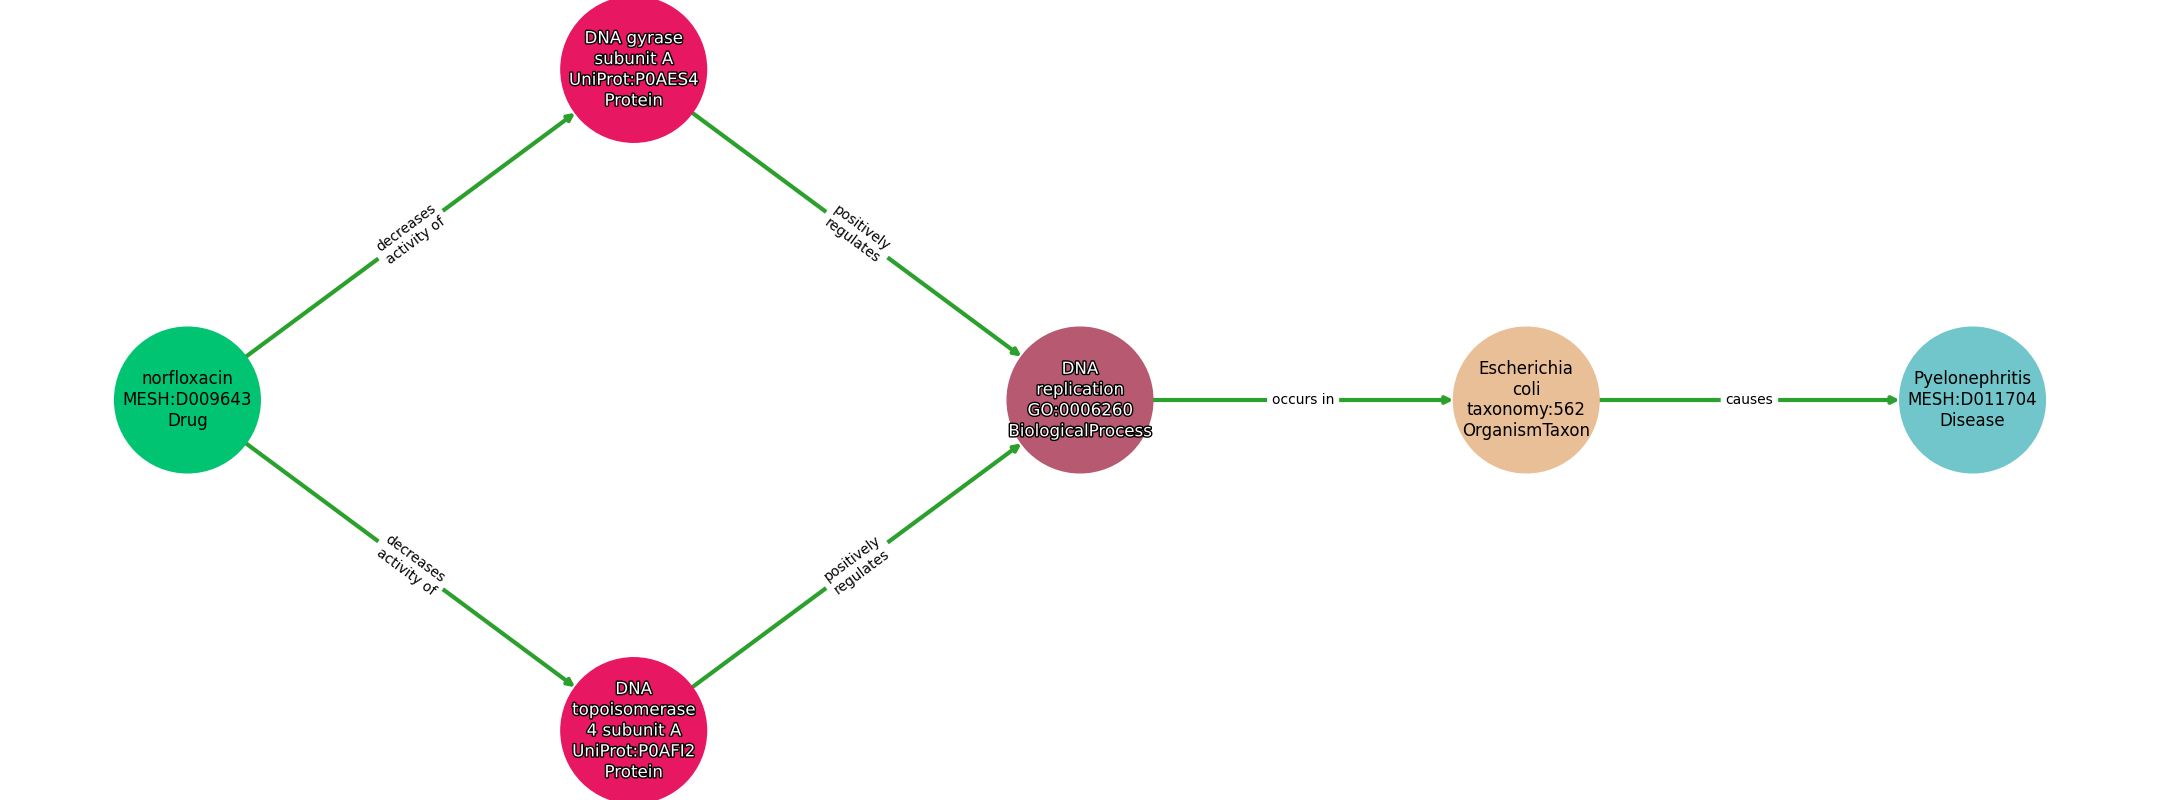 DNA gyrase
subunit A
UniProt:P0AES4
Protein
decreases
activity of
positively
regulates
norfloxacin
MESH:D009643
Drug
DNA
replication
GO:0006260
BiologicalProcess
occurs in
Escherichia
coli
taxonomy:562
OrganismTaxon
causes
Pyelonephritis
MESH:D011704
Disease
decreases
activity of
positively
regulates
DNA
topoisomerase
4 subunit A
UniProt:P0AFI2
Protein